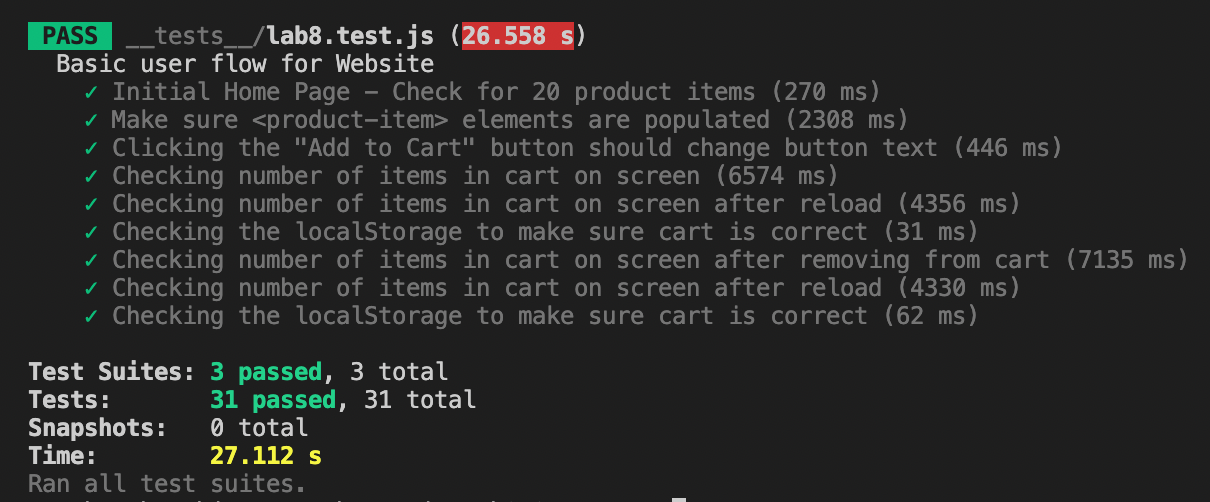 PASS __tests__/lab8.test.js (26.558 s)
Basic user flow for Website
✓ Initial Home Page - Check for 20 product items (270 ms)
✓ Make sure <product-item> elements are populated (2308 ms)
✓ Clicking the "Add to Cart" button should change button text (446 ms)
✓ Checking number of items in cart on screen (6574 ms)
✓ Checking number of items in cart on screen after reload (4356 ms)
✓ Checking the localStorage to make sure cart is correct (31 ms)
✓ Checking number of items in cart on screen after removing from cart (7135 ms)
✓ Checking number of items in cart on screen after reload (4330 ms)
✓ Checking the localStorage to make sure cart is correct (62 ms)
Test Suites: 3 passed, 3 total
Tests: 31 passed, 31 total
Snapshots: 0 total
Time: 27.112 s
Ran all test suites.